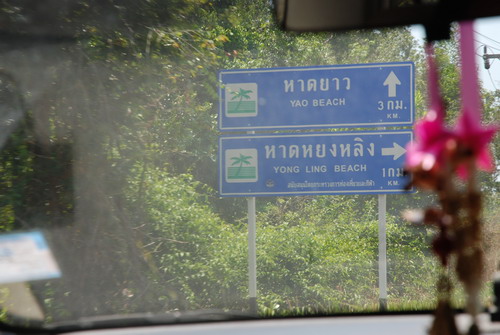 หาดยาว
YAO BEACH
3 กม.
KM.
หาดหยงหลิง
YONG LING BEACH
1 กม
KM.